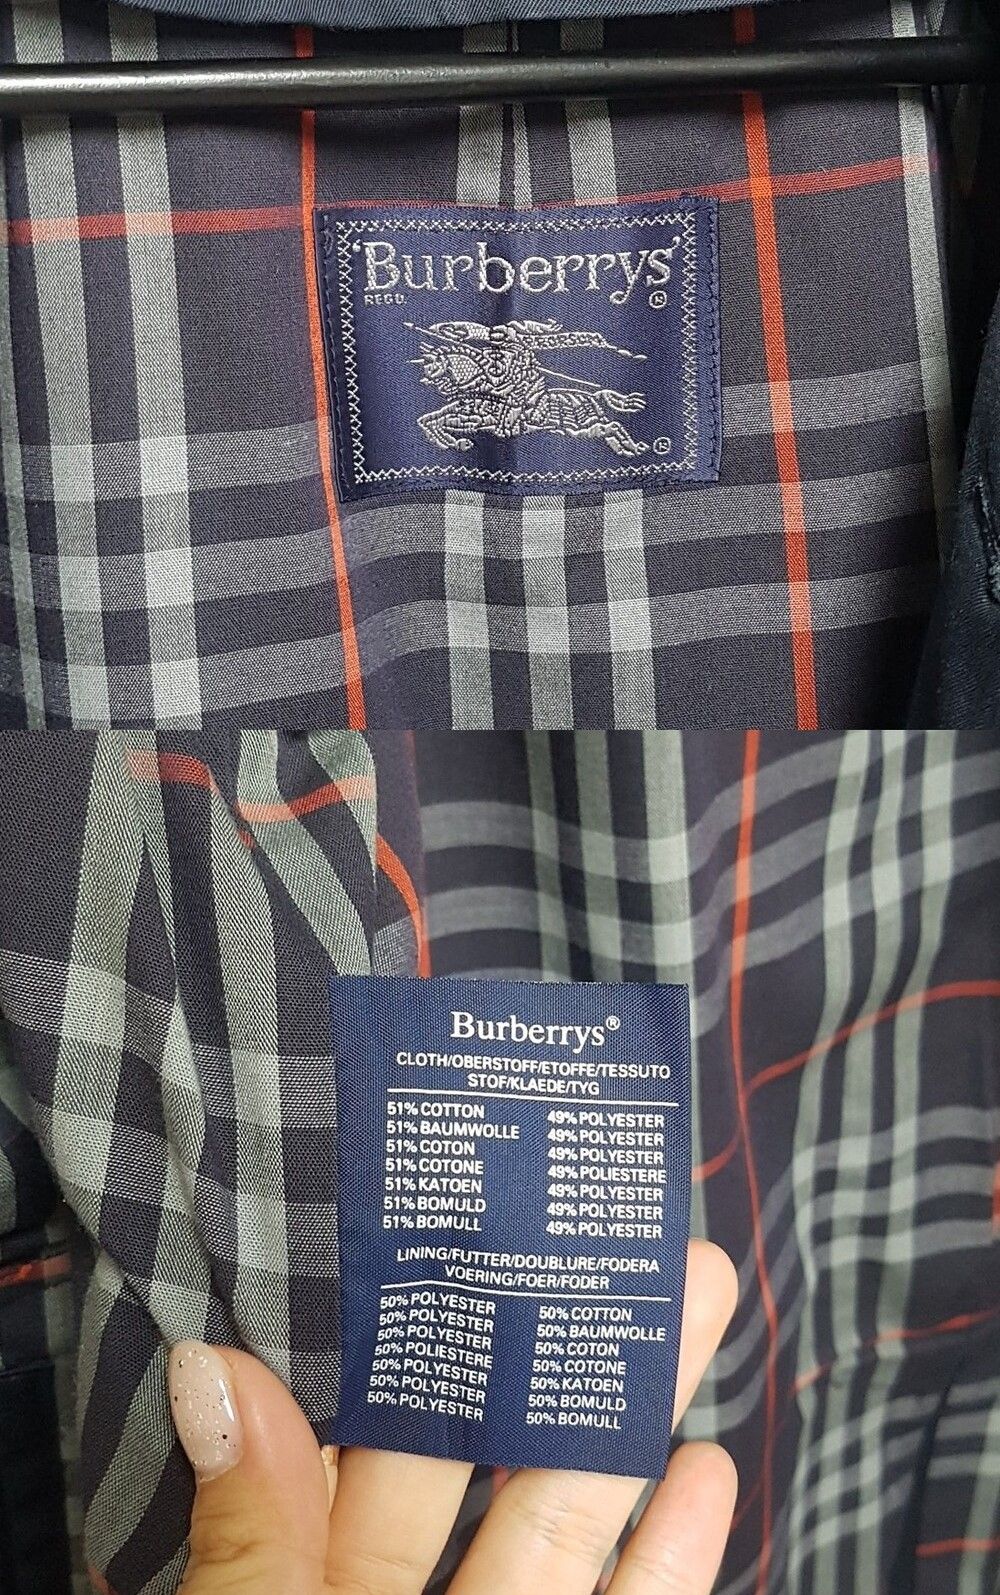 'Burberrys'
REGD. ®
®
Burberrys®
CLOTH/OBERSTOFF/ETOFFE/TESSUTO
STOF/KLAEDE/TYG
51% COTTON 49% POLYESTER
51% BAUMWOLLE 49% POLYESTER
51% COTON 49% POLYESTER
51% COTONE 49% POLIESTERE
51% KATOEN 49% POLYESTER
51% BOMULD 49% POLYESTER
51% BOMULL 49% POLYESTER
LINING/FUTTER/DOUBLURE/FODERA
VOERING/FOER/FODER
50% POLYESTER 50% COTTON
50% POLYESTER 50% BAUMWOLLE
50% POLYESTER 50% COTON
50% POLIESTERE 50% COTONE
50% POLYESTER 50% KATOEN
50% POLYESTER 50% BOMULD
50% POLYESTER 50% BOMULL